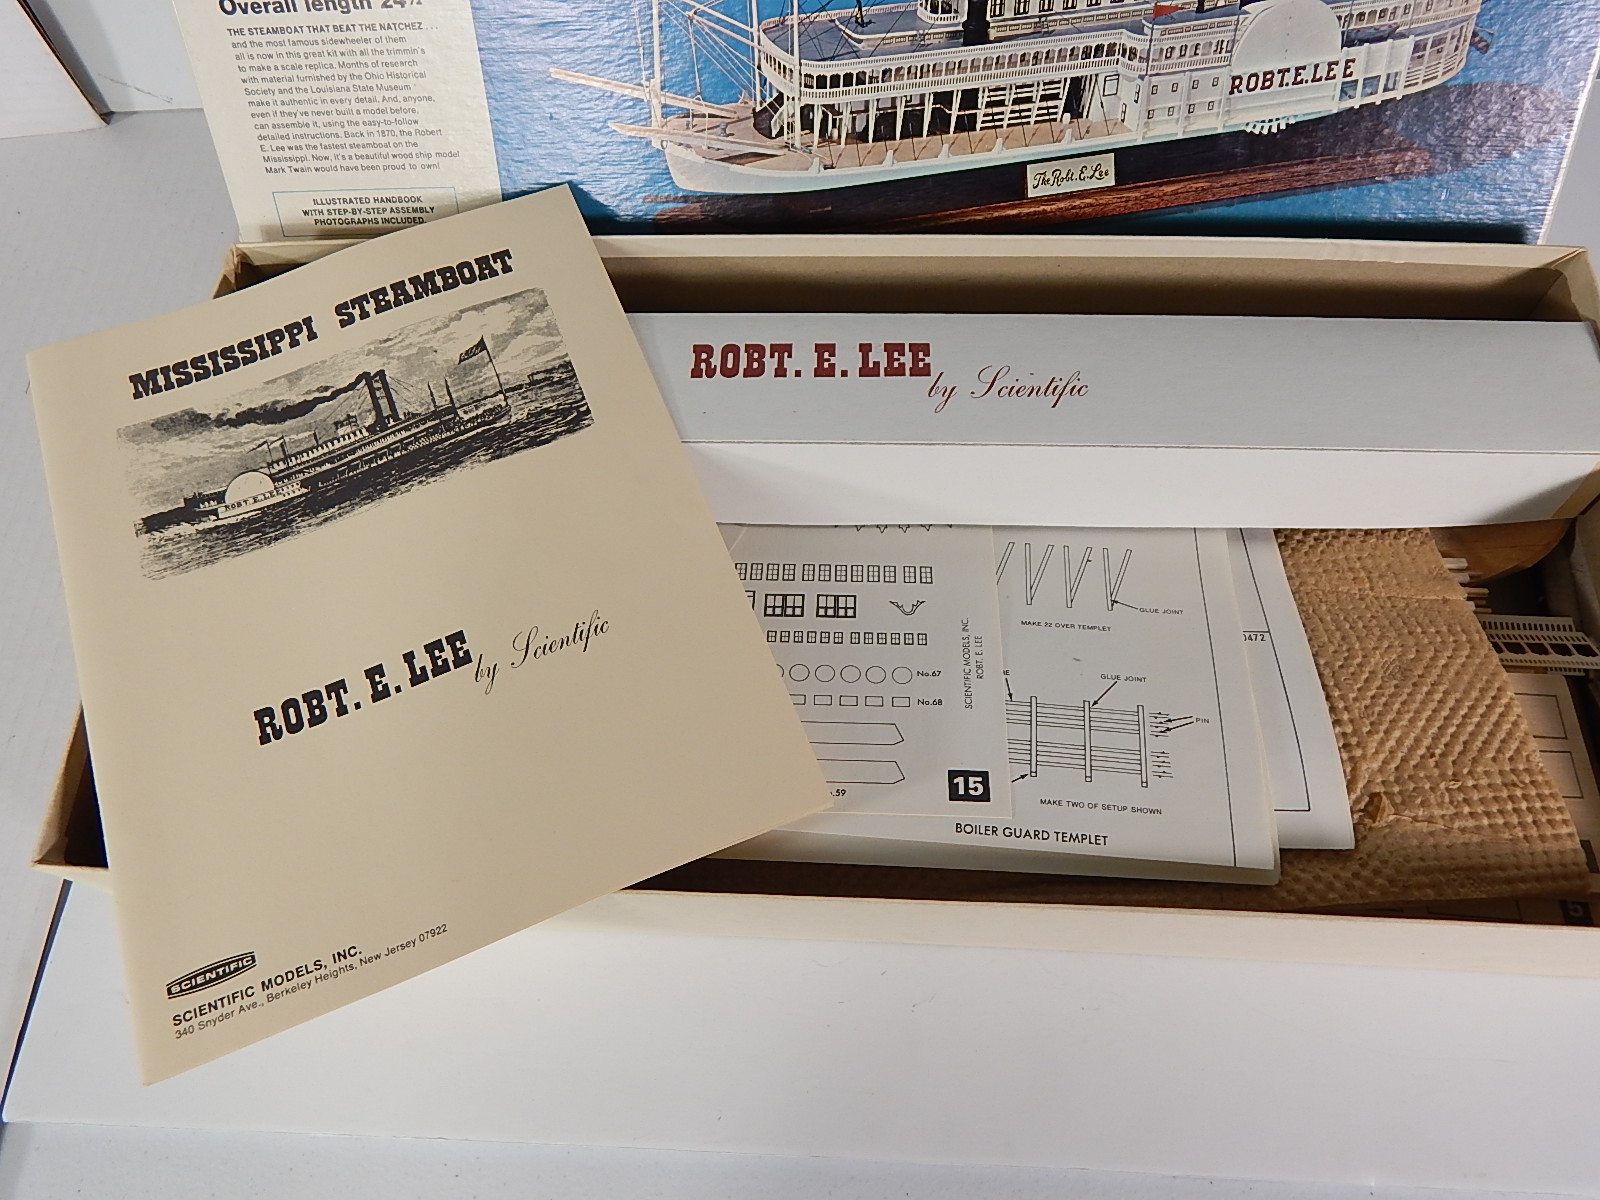 Overall length 24½
THE STEAMBOAT THAT BEAT THE NATCHEZ...
and the most famous sidewheeler of them
all is now in this great kit with all the trimmin's
to make a scale replica. Months of research
with material furnished by the Ohio Historical
Society and the Louisiana State Museum
make it authentic in every detail. And, anyone,
even if they've never built a model before,
can assemble it, using the easy-to-follow
detailed instructions. Back in 1870, the Robert
E. Lee was the fastest steamboat on the
Mississippi. Now, it's a beautiful wood ship model
Mark Twain would have been proud to own!
ILLUSTRATED HANDBOOK
WITH STEP-BY-STEP ASSEMBLY
PHOTOGRAPHS INCLUDED.
ROBT. E. LEE
The Robt. E. Lee
MISSISSIPPI STEAMBOAT
ROBT. E. LEE
ROBT. E. LEE
by Scientific
SCIENTIFIC
SCIENTIFIC MODELS, INC.
340 Snyder Ave., Berkeley Heights, New Jersey 07922
ROBT. E. LEE
by Scientific
No.67
No.68
.59
SCIENTIFIC MODELS, INC.
ROBT. E. LEE
15
GLUE JOINT
MAKE 22 OVER TEMPLET
RE
GLUE JOINT
PIN
MAKE TWO OF SETUP SHOWN
BOILER GUARD TEMPLET
0472
5